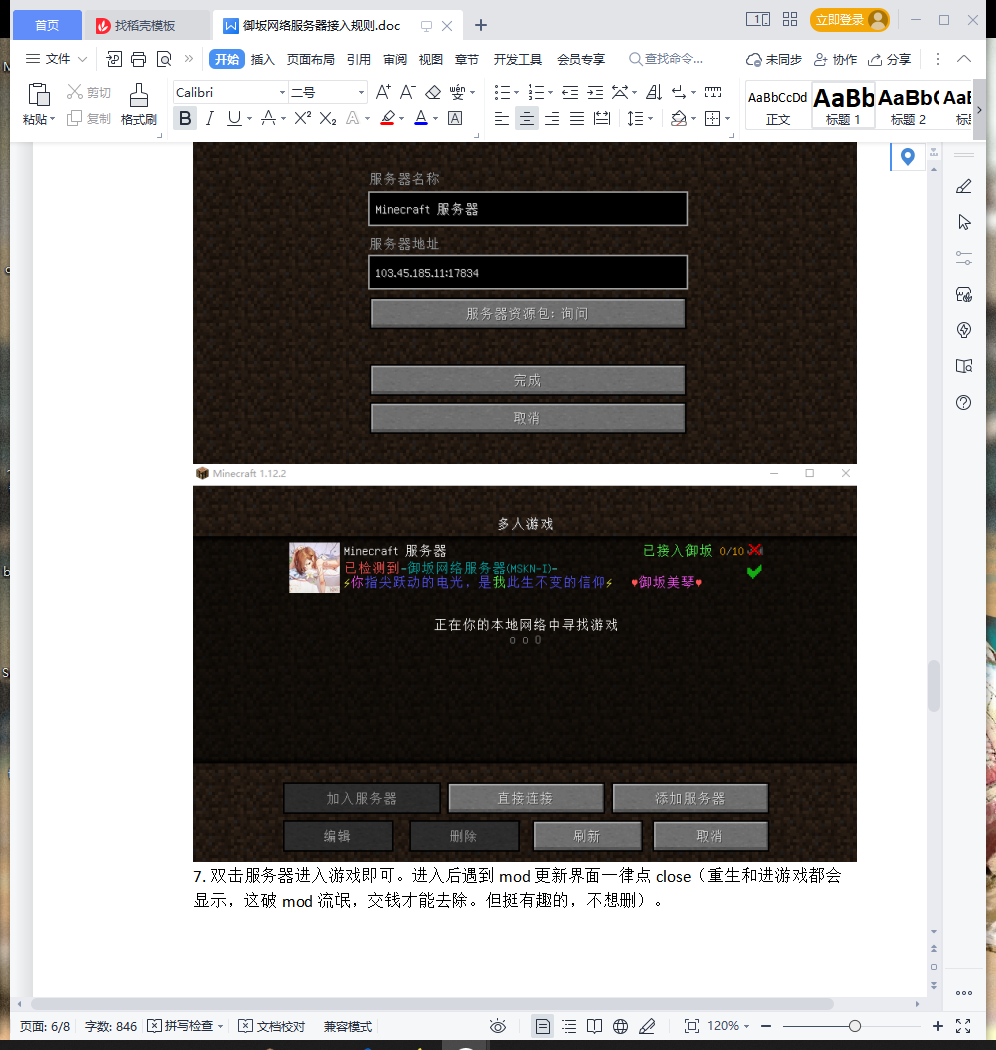 首页
找稻壳模板
御坂网络服务器接入规则.doc
1
立即登录
文件
开始
插入
页面布局
引用
审阅
视图
章节
开发工具
会员专享
查找命令...
未同步
协作
分享
粘贴
剪切
复制
格式刷
Calibri
二号
AaBbCcDd
正文
AaBb
标题 1
AaBb(
标题 2
AaB
服务器名称
Minecraft 服务器
服务器地址
103.45.185.11:17834
服务器资源包: 询问
完成
取消
Minecraft 1.12.2
多人游戏
Minecraft 服务器
已接入御坂 0/10
已检测到-御坂网络服务器(MSKN-I)-
⚡你指尖跃动的电光，是我此生不变的信仰⚡ ♥御坂美琴♥
正在你的本地网络中寻找游戏
o o O
加入服务器
直接连接
添加服务器
编辑
删除
刷新
取消
7. 双击服务器进入游戏即可。进入后遇到 mod 更新界面一律点 close（重生和进游戏都会
显示，这破 mod 流氓，交钱才能去除。但挺有趣的，不想删）。
页面: 6/8
字数: 846
拼写检查
文档校对
兼容模式
120%